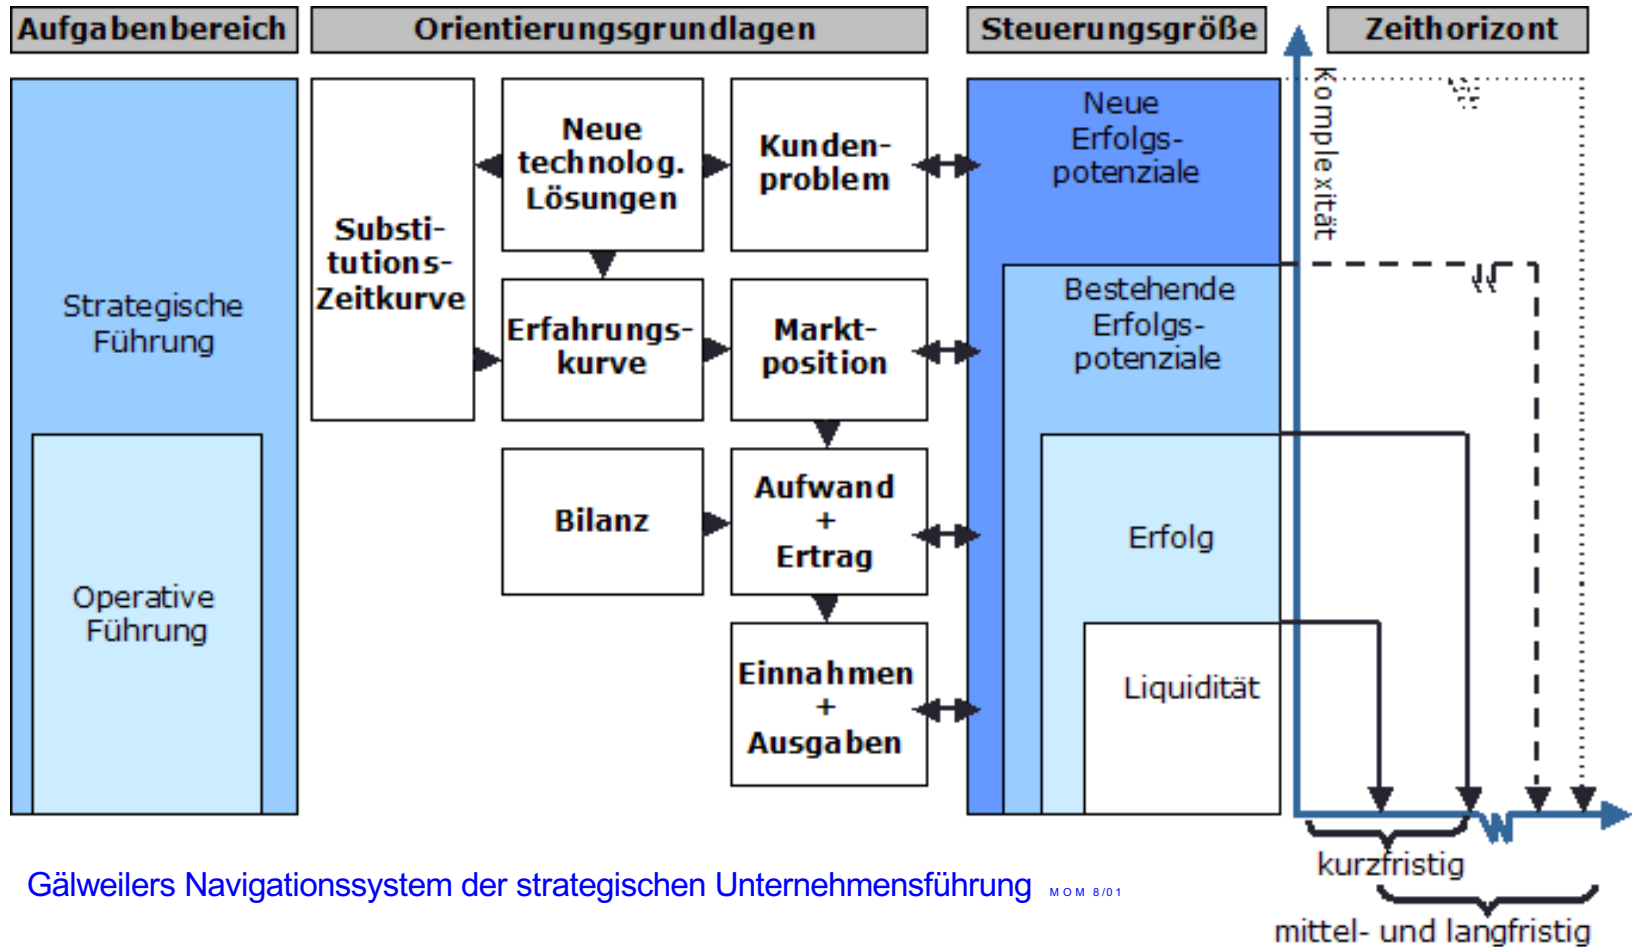 Aufgabenbereich
Orientierungsgrundlagen
Steuerungsgröße
Zeithorizont
Strategische
Führung
Operative
Führung
Substi-
tutions-
Zeitkurve
Neue
technolog.
Lösungen
Kunden-
problem
Erfahrungs-
kurve
Markt-
position
Bilanz
Aufwand
+
Ertrag
Einnahmen
+
Ausgaben
Neue
Erfolgs-
potenziale
Bestehende
Erfolgs-
potenziale
Erfolg
Liquidität
Komplexität
kurzfristig
mittel- und langfristig
Gälweilers Navigationssystem der strategischen Unternehmensführung MOM 8/01